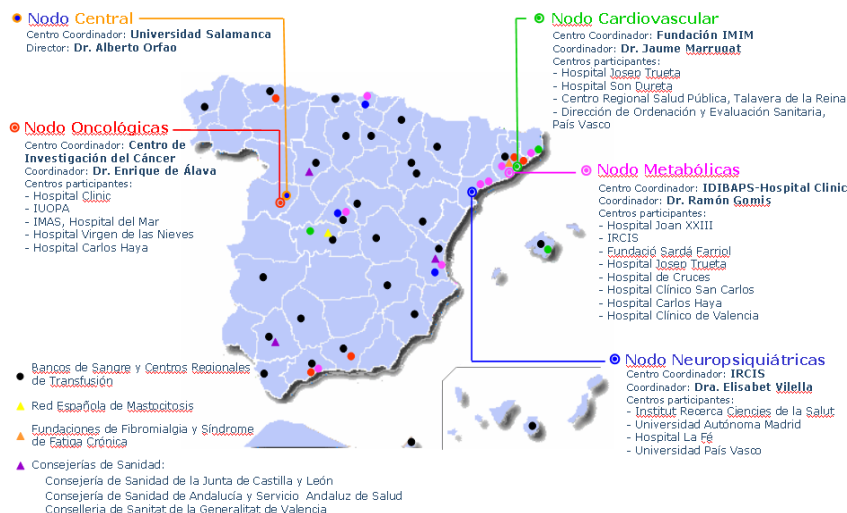 Nodo Central
Centro Coordinador: Universidad Salamanca
Director: Dr. Alberto Orfao
Nodo Oncológicas
Centro Coordinador: Centro de
Investigación del Cáncer
Coordinador: Dr. Enrique de Álava
Centros participantes:
- Hospital Clinic
- IUOPA
- IMAS, Hospital del Mar
- Hospital Virgen de las Nieves
- Hospital Carlos Haya
Nodo Cardiovascular
Centro Coordinador: Fundación IMIM
Coordinador: Dr. Jaume Marrugat
Centros participantes:
- Hospital Josep Trueta
- Hospital Son Dureta
- Centro Regional Salud Pública, Talavera de la Reina
- Dirección de Ordenación y Evaluación Sanitaria,
País Vasco
Nodo Metabólicas
Centro Coordinador: IDIBAPS-Hospital Clinic
Coordinador: Dr. Ramón Gomis
Centros participantes:
- Hospital Joan XXIII
- IRCIS
- Fundació Sardá Farriol
- Hospital Josep Trueta
- Hospital de Cruces
- Hospital Clínico San Carlos
- Hospital Carlos Haya
- Hospital Clínico de Valencia
Nodo Neuropsiquiátricas
Centro Coordinador: IRCIS
Coordinador: Dra. Elisabet Vilella
Centros participantes:
- Institut Recerca Ciencies de la Salut
- Universidad Autónoma Madrid
- Hospital La Fé
- Universidad País Vasco
Bancos de Sangre y Centros Regionales
de Transfusión
Red Española de Mastocitosis
Fundaciones de Fibromialgia y Síndrome
de Fatiga Crónica
Consejerías de Sanidad:
Consejería de Sanidad de la Junta de Castilla y León
Consejería de Sanidad de Andalucía y Servicio Andaluz de Salud
Conselleria de Sanitat de la Generalitat de Valencia